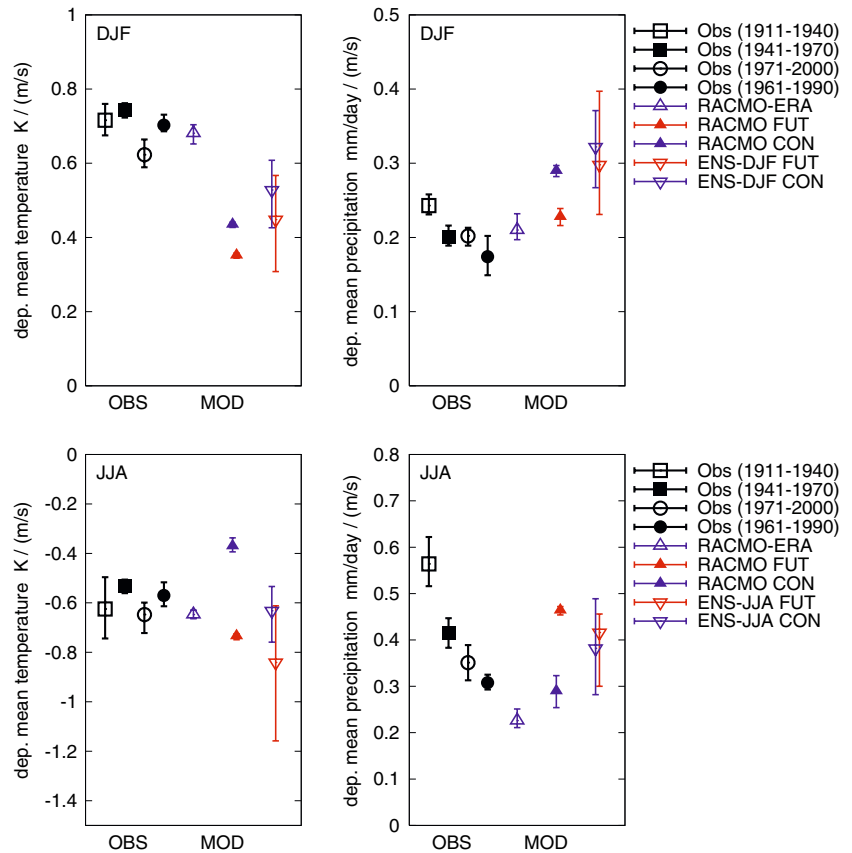 DJF
dep. mean temperature K / (m/s)
1
0.8
0.6
0.4
0.2
0
OBS MOD
DJF
dep. mean precipitation mm/day / (m/s)
0.5
0.4
0.3
0.2
0.1
0
OBS MOD
Obs (1911-1940)
Obs (1941-1970)
Obs (1971-2000)
Obs (1961-1990)
RACMO-ERA
RACMO FUT
RACMO CON
ENS-DJF FUT
ENS-DJF CON
JJA
dep. mean temperature K / (m/s)
0
-0.2
-0.4
-0.6
-0.8
-1
-1.2
-1.4
OBS MOD
JJA
dep. mean precipitation mm/day / (m/s)
0.8
0.7
0.6
0.5
0.4
0.3
0.2
0.1
0
OBS MOD
Obs (1911-1940)
Obs (1941-1970)
Obs (1971-2000)
Obs (1961-1990)
RACMO-ERA
RACMO FUT
RACMO CON
ENS-JJA FUT
ENS-JJA CON